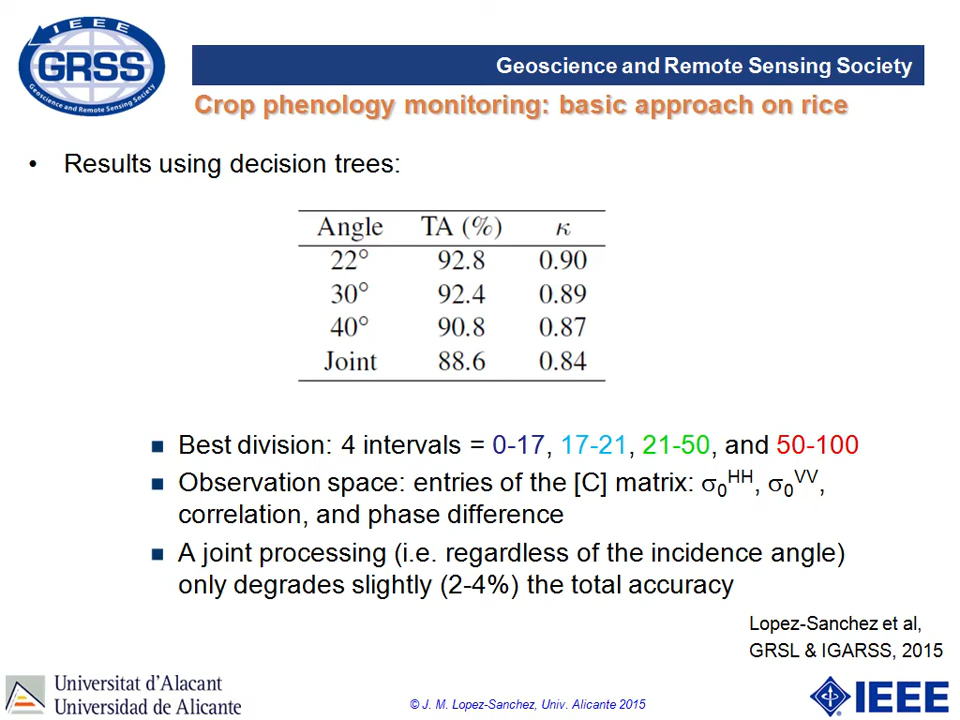 IEEE
GRSS
Geoscience and Remote Sensing Society
Geoscience and Remote Sensing Society
Crop phenology monitoring: basic approach on rice
• Results using decision trees:
Angle TA (%) κ
22° 92.8 0.90
30° 92.4 0.89
40° 90.8 0.87
Joint 88.6 0.84
■ Best division: 4 intervals = 0-17, 17-21, 21-50, and 50-100
■ Observation space: entries of the [C] matrix: σ₀ᴴᴴ, σ₀ⱽⱽ,
correlation, and phase difference
■ A joint processing (i.e. regardless of the incidence angle)
only degrades slightly (2-4%) the total accuracy
Lopez-Sanchez et al,
GRSL & IGARSS, 2015
Universitat d'Alacant
Universidad de Alicante
© J. M. Lopez-Sanchez, Univ. Alicante 2015
IEEE